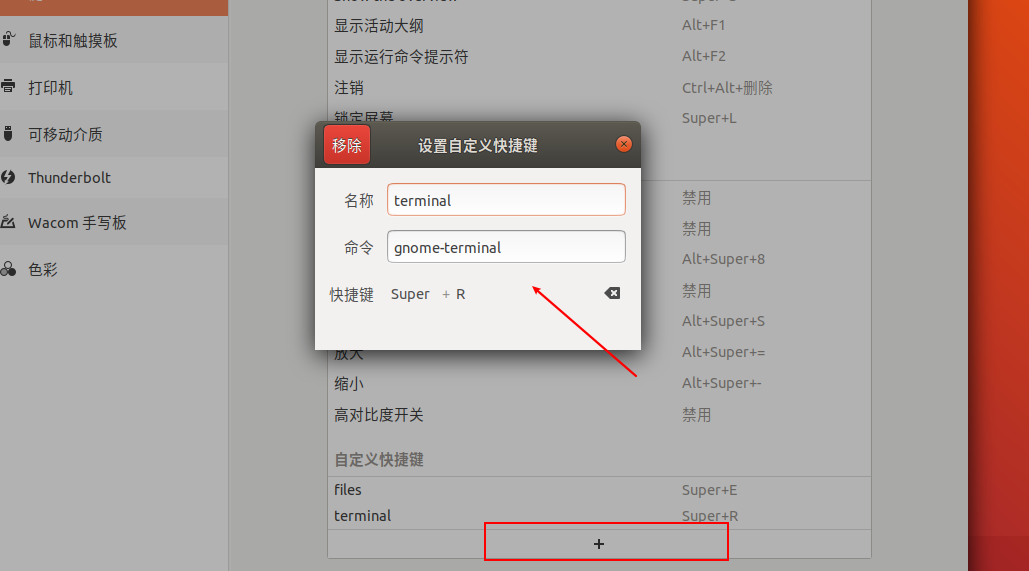 鼠标和触摸板
打印机
可移动介质
Thunderbolt
Wacom 手写板
色彩
显示活动大纲 Alt+F1
显示运行命令提示符 Alt+F2
注销 Ctrl+Alt+删除
锁定屏幕 Super+L
移除 设置自定义快捷键
名称 terminal
命令 gnome-terminal
快捷键 Super + R
禁用
禁用
Alt+Super+8
禁用
Alt+Super+S
放大 Alt+Super+=
缩小 Alt+Super+-
高对比度开关 禁用
自定义快捷键
files Super+E
terminal Super+R
+